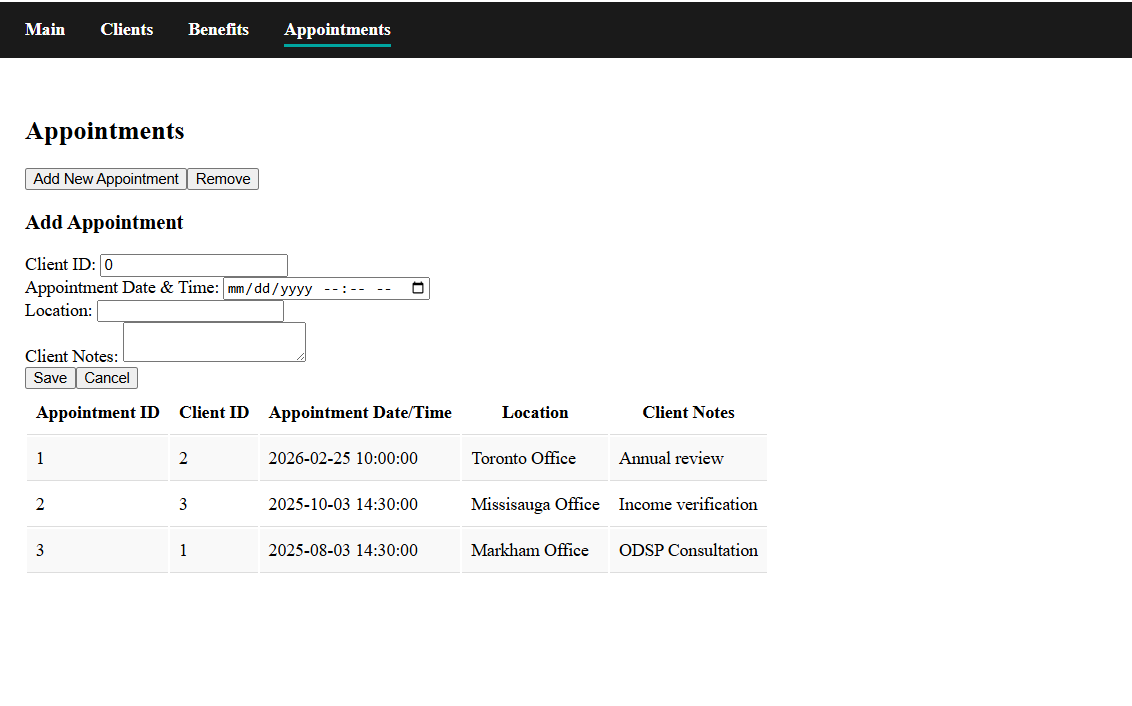 Main Clients Benefits Appointments
Appointments
Add New Appointment Remove
Add Appointment
Client ID: 0
Appointment Date & Time: mm/dd/yyyy --:-- --
Location:
Client Notes:
Save Cancel
Appointment ID Client ID Appointment Date/Time Location Client Notes
1 2 2026-02-25 10:00:00 Toronto Office Annual review
2 3 2025-10-03 14:30:00 Missisauga Office Income verification
3 1 2025-08-03 14:30:00 Markham Office ODSP Consultation